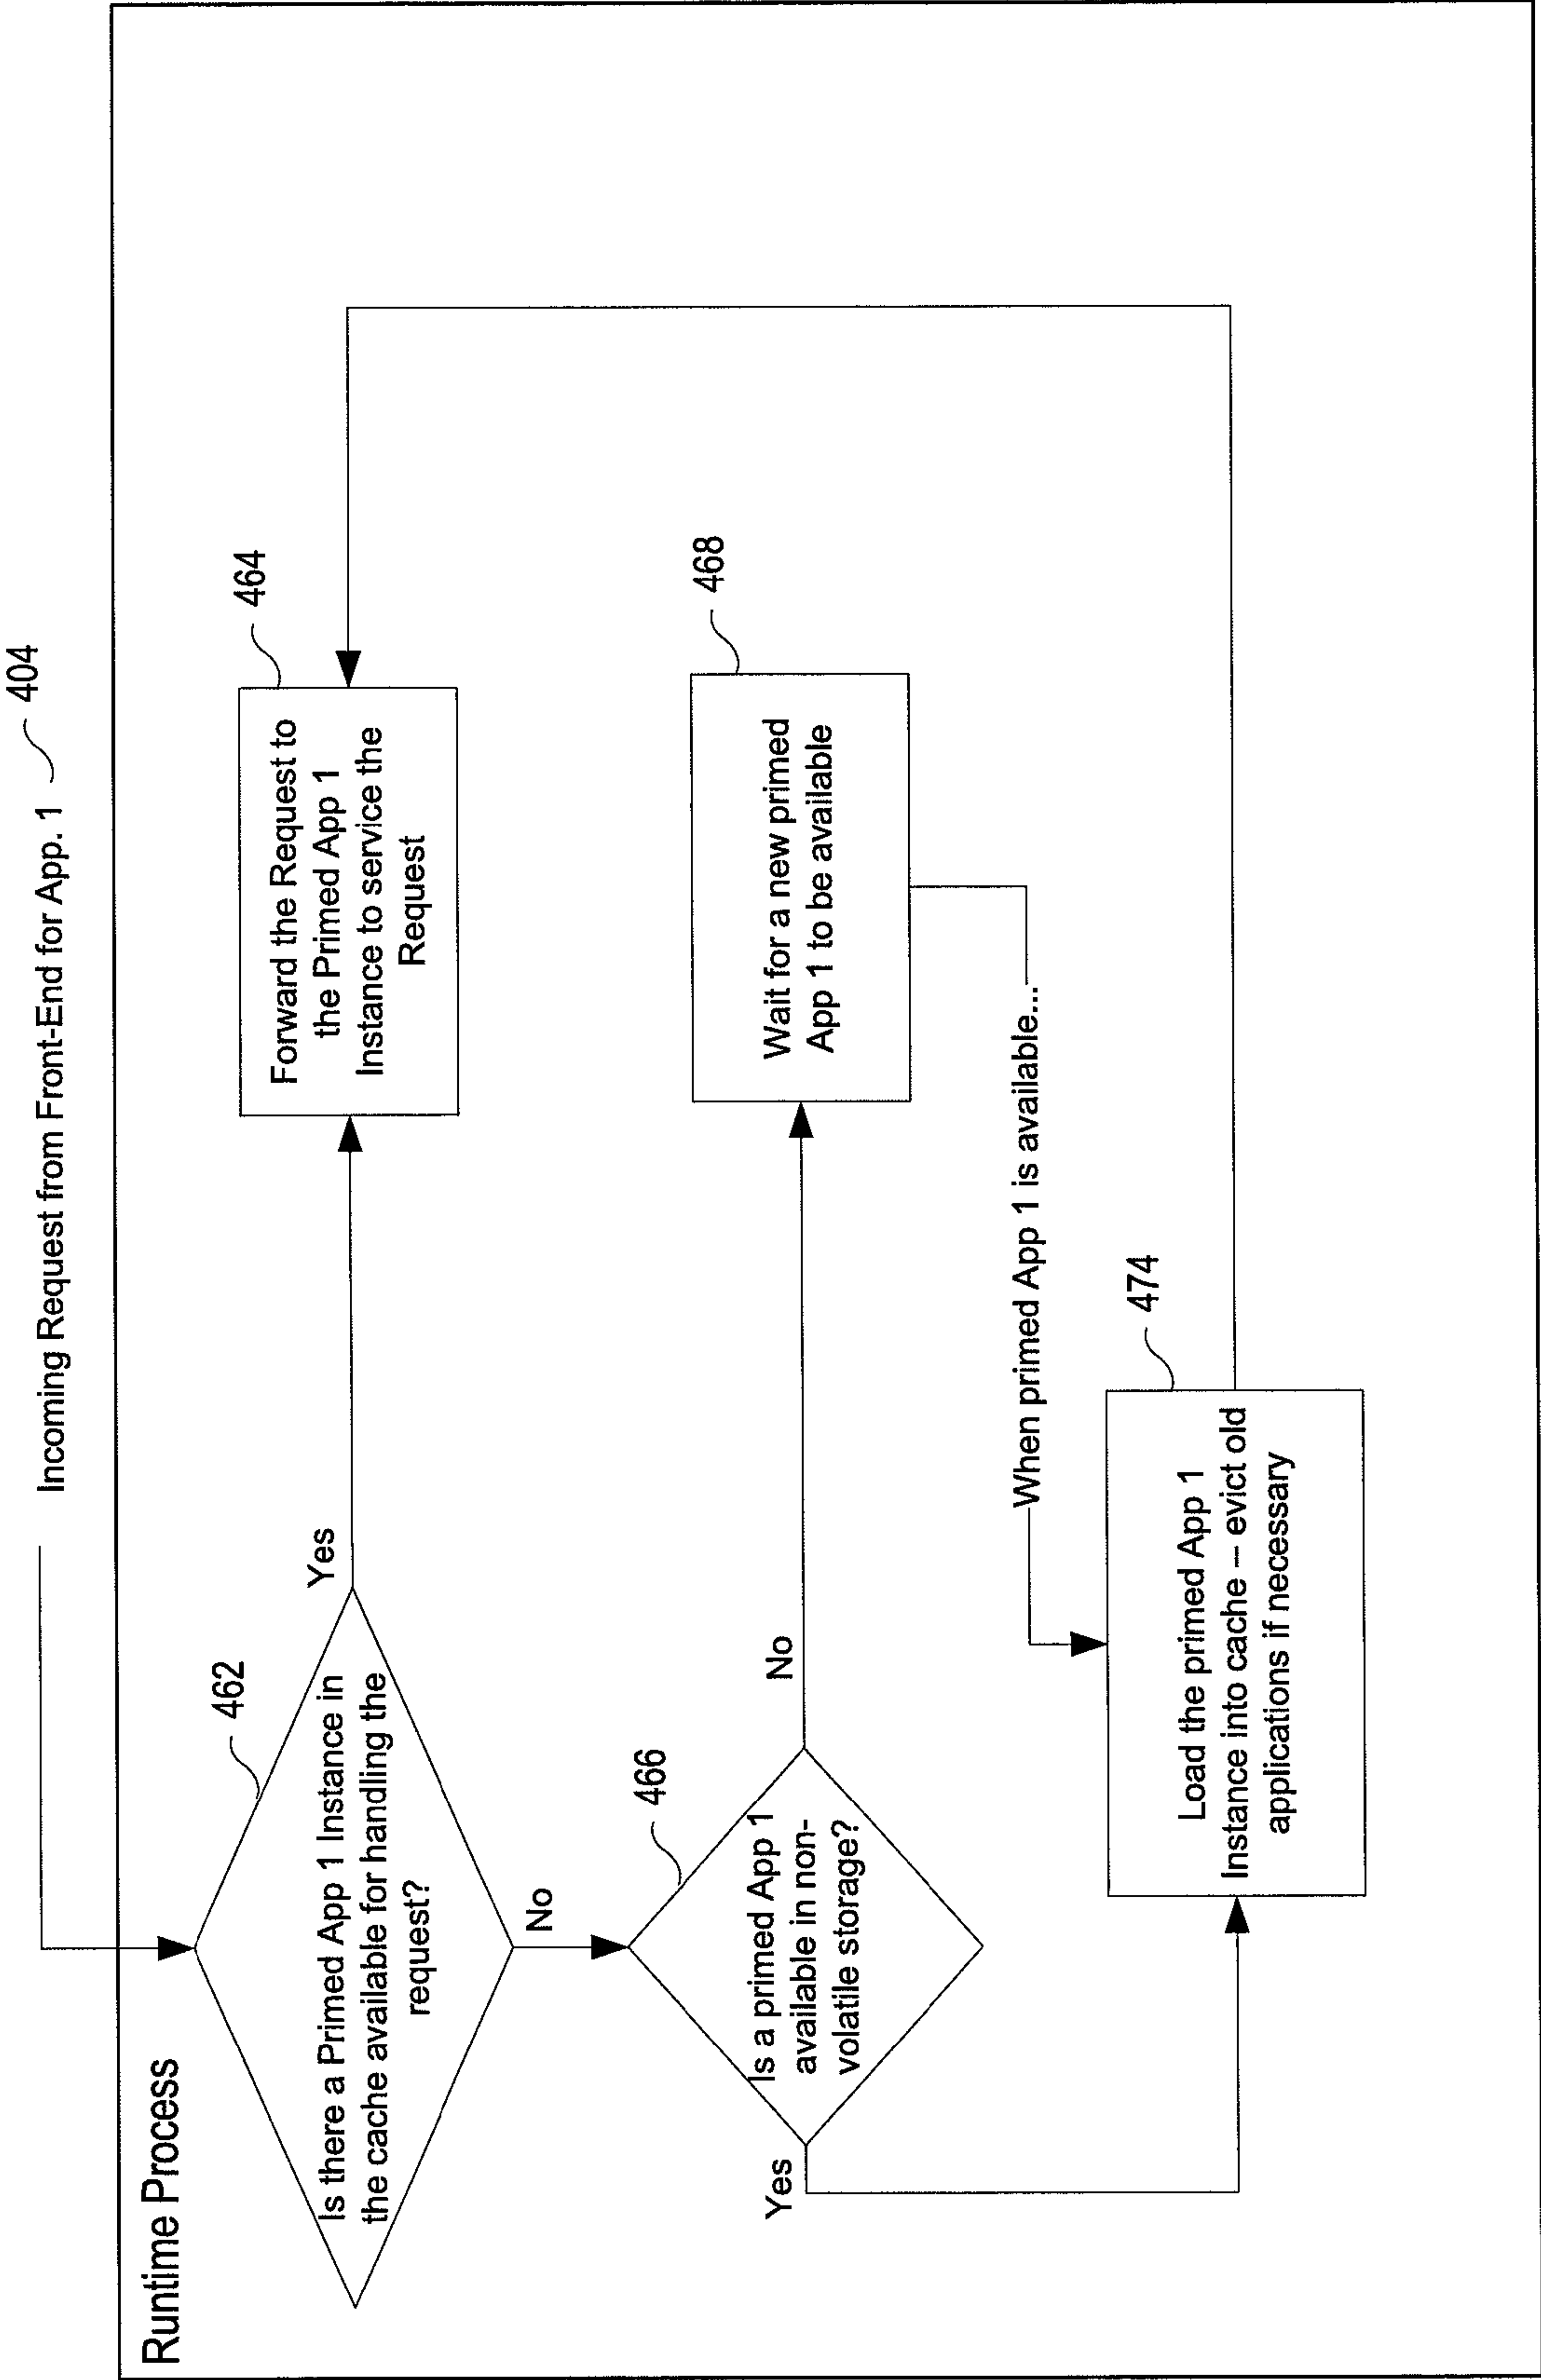 Incoming Request from Front-End for App. 1
404
Runtime Process
Is there a Primed App 1 Instance in
the cache available for handling the
request?
462
Yes
Forward the Request to
the Primed App 1
Instance to service the
Request
464
No
Is a primed App 1
available in non-
volatile storage?
466
No
Wait for a new primed
App 1 to be available
468
Yes
When primed App 1 is available...
Load the primed App 1
Instance into cache – evict old
applications if necessary
474